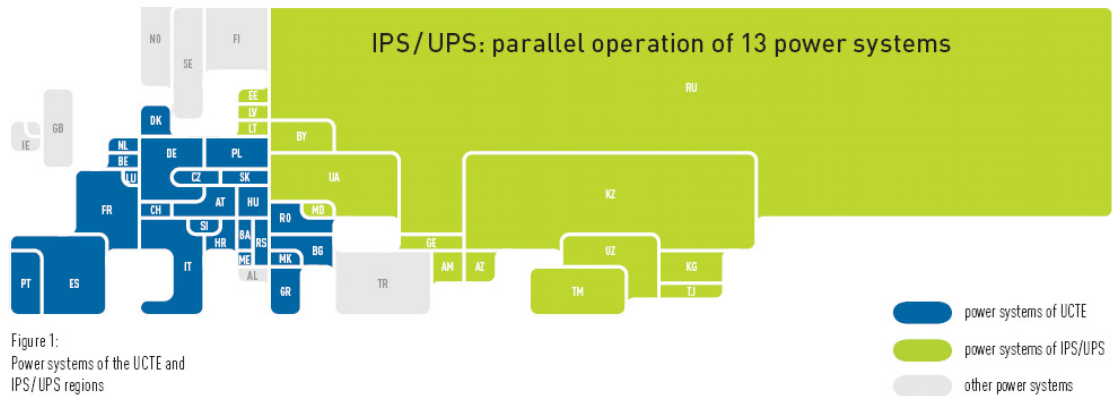 IPS/UPS: parallel operation of 13 power systems
NO
SE
FI
RU
EE
LV
LT
BY
DK
GB
IE
NL
BE
LU
DE
PL
CZ
SK
UA
KZ
FR
CH
AT
HU
RO
MD
SI
HR
BA
RS
BG
GE
UZ
ME
MK
AL
IT
GR
TR
AM
AZ
KG
TM
TJ
PT
ES
Figure 1:
Power systems of the UCTE and
IPS/UPS regions
power systems of UCTE
power systems of IPS/UPS
other power systems